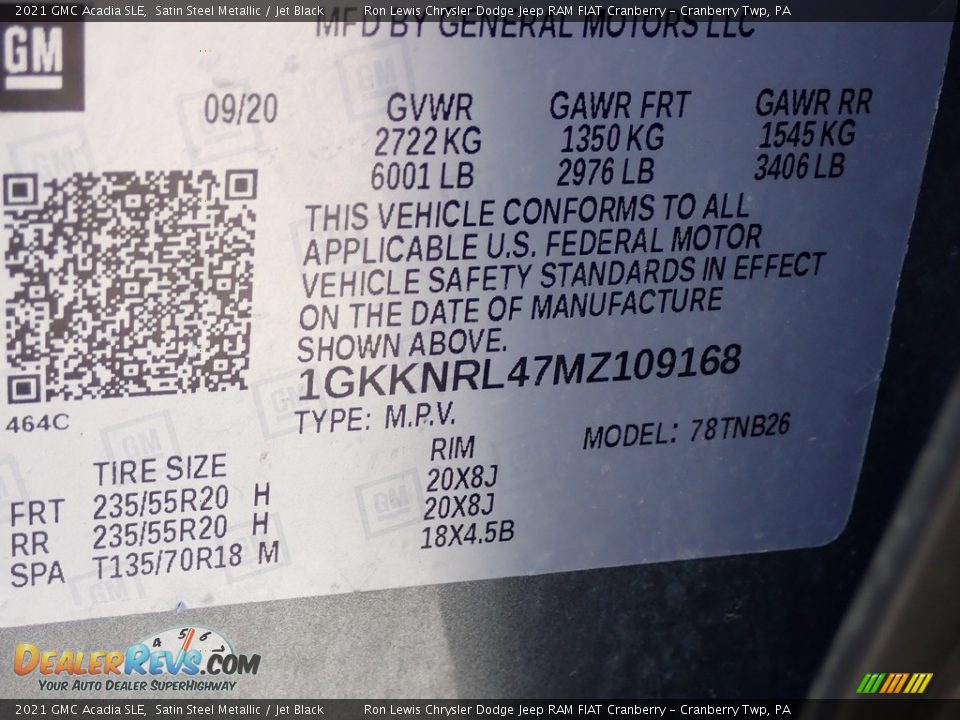 2021 GMC Acadia SLE, Satin Steel Metallic / Jet Black Ron Lewis Chrysler Dodge Jeep RAM FIAT Cranberry – Cranberry Twp, PA
MFD BY GENERAL MOTORS LLC
GM
09/20 GVWR GAWR FRT GAWR RR
2722 KG 1350 KG 1545 KG
6001 LB 2976 LB 3406 LB
THIS VEHICLE CONFORMS TO ALL
APPLICABLE U.S. FEDERAL MOTOR
VEHICLE SAFETY STANDARDS IN EFFECT
ON THE DATE OF MANUFACTURE
SHOWN ABOVE.
1GKKNRL47MZ109168
464C
TYPE: M.P.V. MODEL: 78TNB26
TIRE SIZE RIM
FRT 235/55R20 H 20X8J
RR 235/55R20 H 20X8J
SPA T135/70R18 M 18X4.5B
4 5 6
DEALERREVS.COM
YOUR AUTO DEALER SUPERHIGHWAY
2021 GMC Acadia SLE, Satin Steel Metallic / Jet Black Ron Lewis Chrysler Dodge Jeep RAM FIAT Cranberry – Cranberry Twp, PA